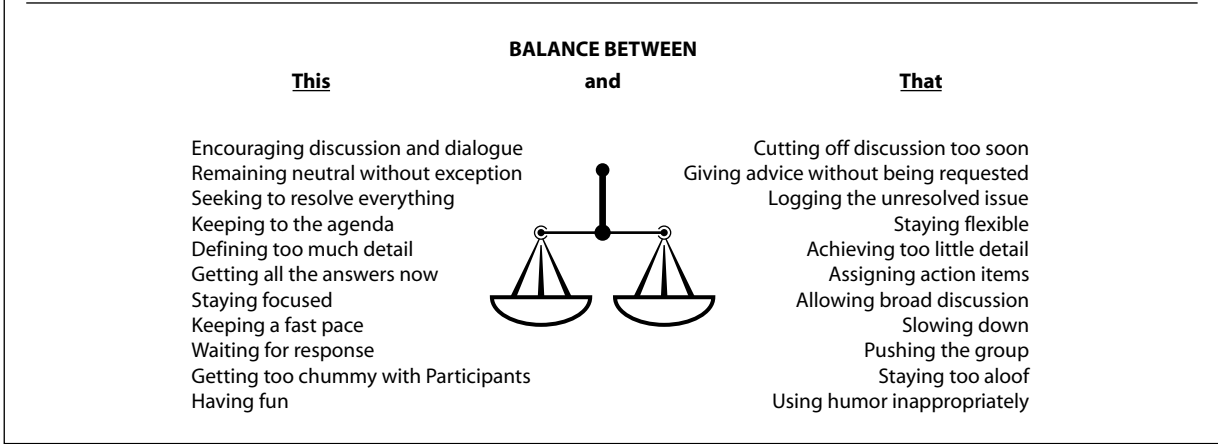 BALANCE BETWEEN
This and That
Encouraging discussion and dialogue Cutting off discussion too soon
Remaining neutral without exception Giving advice without being requested
Seeking to resolve everything Logging the unresolved issue
Keeping to the agenda Staying flexible
Defining too much detail Achieving too little detail
Getting all the answers now Assigning action items
Staying focused Allowing broad discussion
Keeping a fast pace Slowing down
Waiting for response Pushing the group
Getting too chummy with Participants Staying too aloof
Having fun Using humor inappropriately